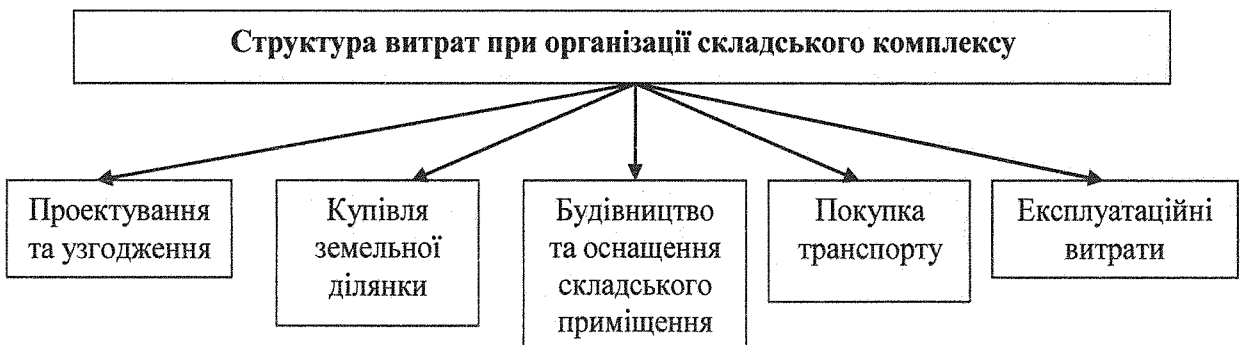 Структура витрат при організації складського комплексу
Проектування
та узгодження
Купівля
земельної
ділянки
Будівництво
та оснащення
складського
приміщення
Покупка
транспорту
Експлуатаційні
витрати